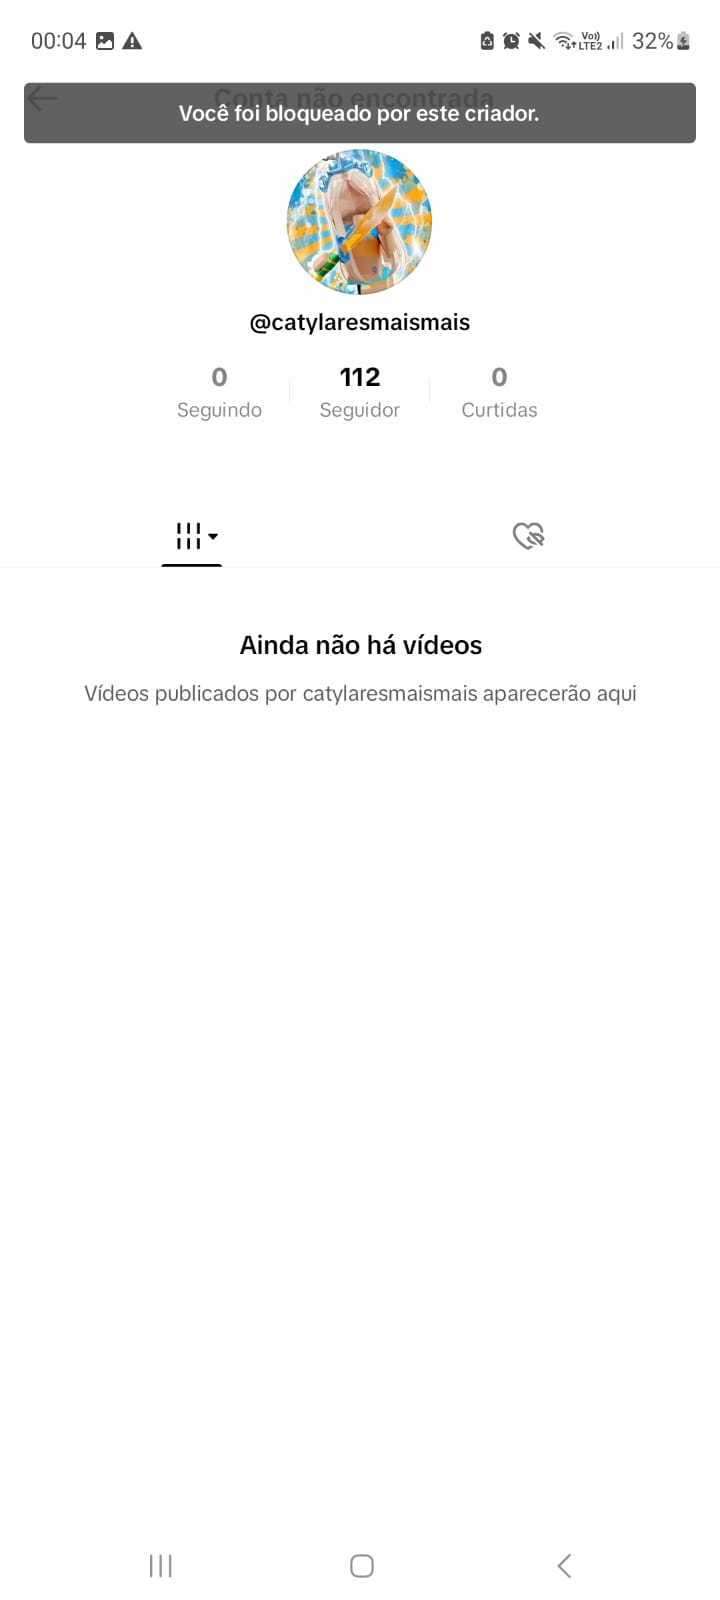 00:04
Vo)) LTE2 32%
Conta não encontrada
Você foi bloqueado por este criador.
@catylaresmaismais
0 112 0
Seguindo Seguidor Curtidas
Ainda não há vídeos
Vídeos publicados por catylaresmaismais aparecerão aqui